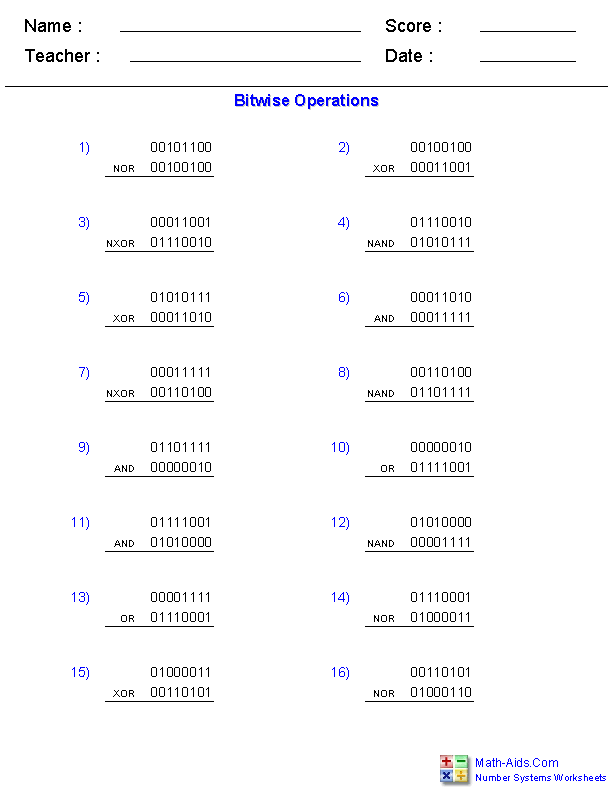 Name : Score :
Teacher : Date :
Bitwise Operations
1) 00101100 2) 00100100
NOR 00100100 XOR 00011001
3) 00011001 4) 01110010
NXOR 01110010 NAND 01010111
5) 01010111 6) 00011010
XOR 00011010 AND 00011111
7) 00011111 8) 00110100
NXOR 00110100 NAND 01101111
9) 01101111 10) 00000010
AND 00000010 OR 01111001
11) 01111001 12) 01010000
AND 01010000 NAND 00001111
13) 00001111 14) 01110001
OR 01110001 NOR 01000011
15) 01000011 16) 00110101
XOR 00110101 NOR 01000110
Math-Aids.Com
Number Systems Worksheets